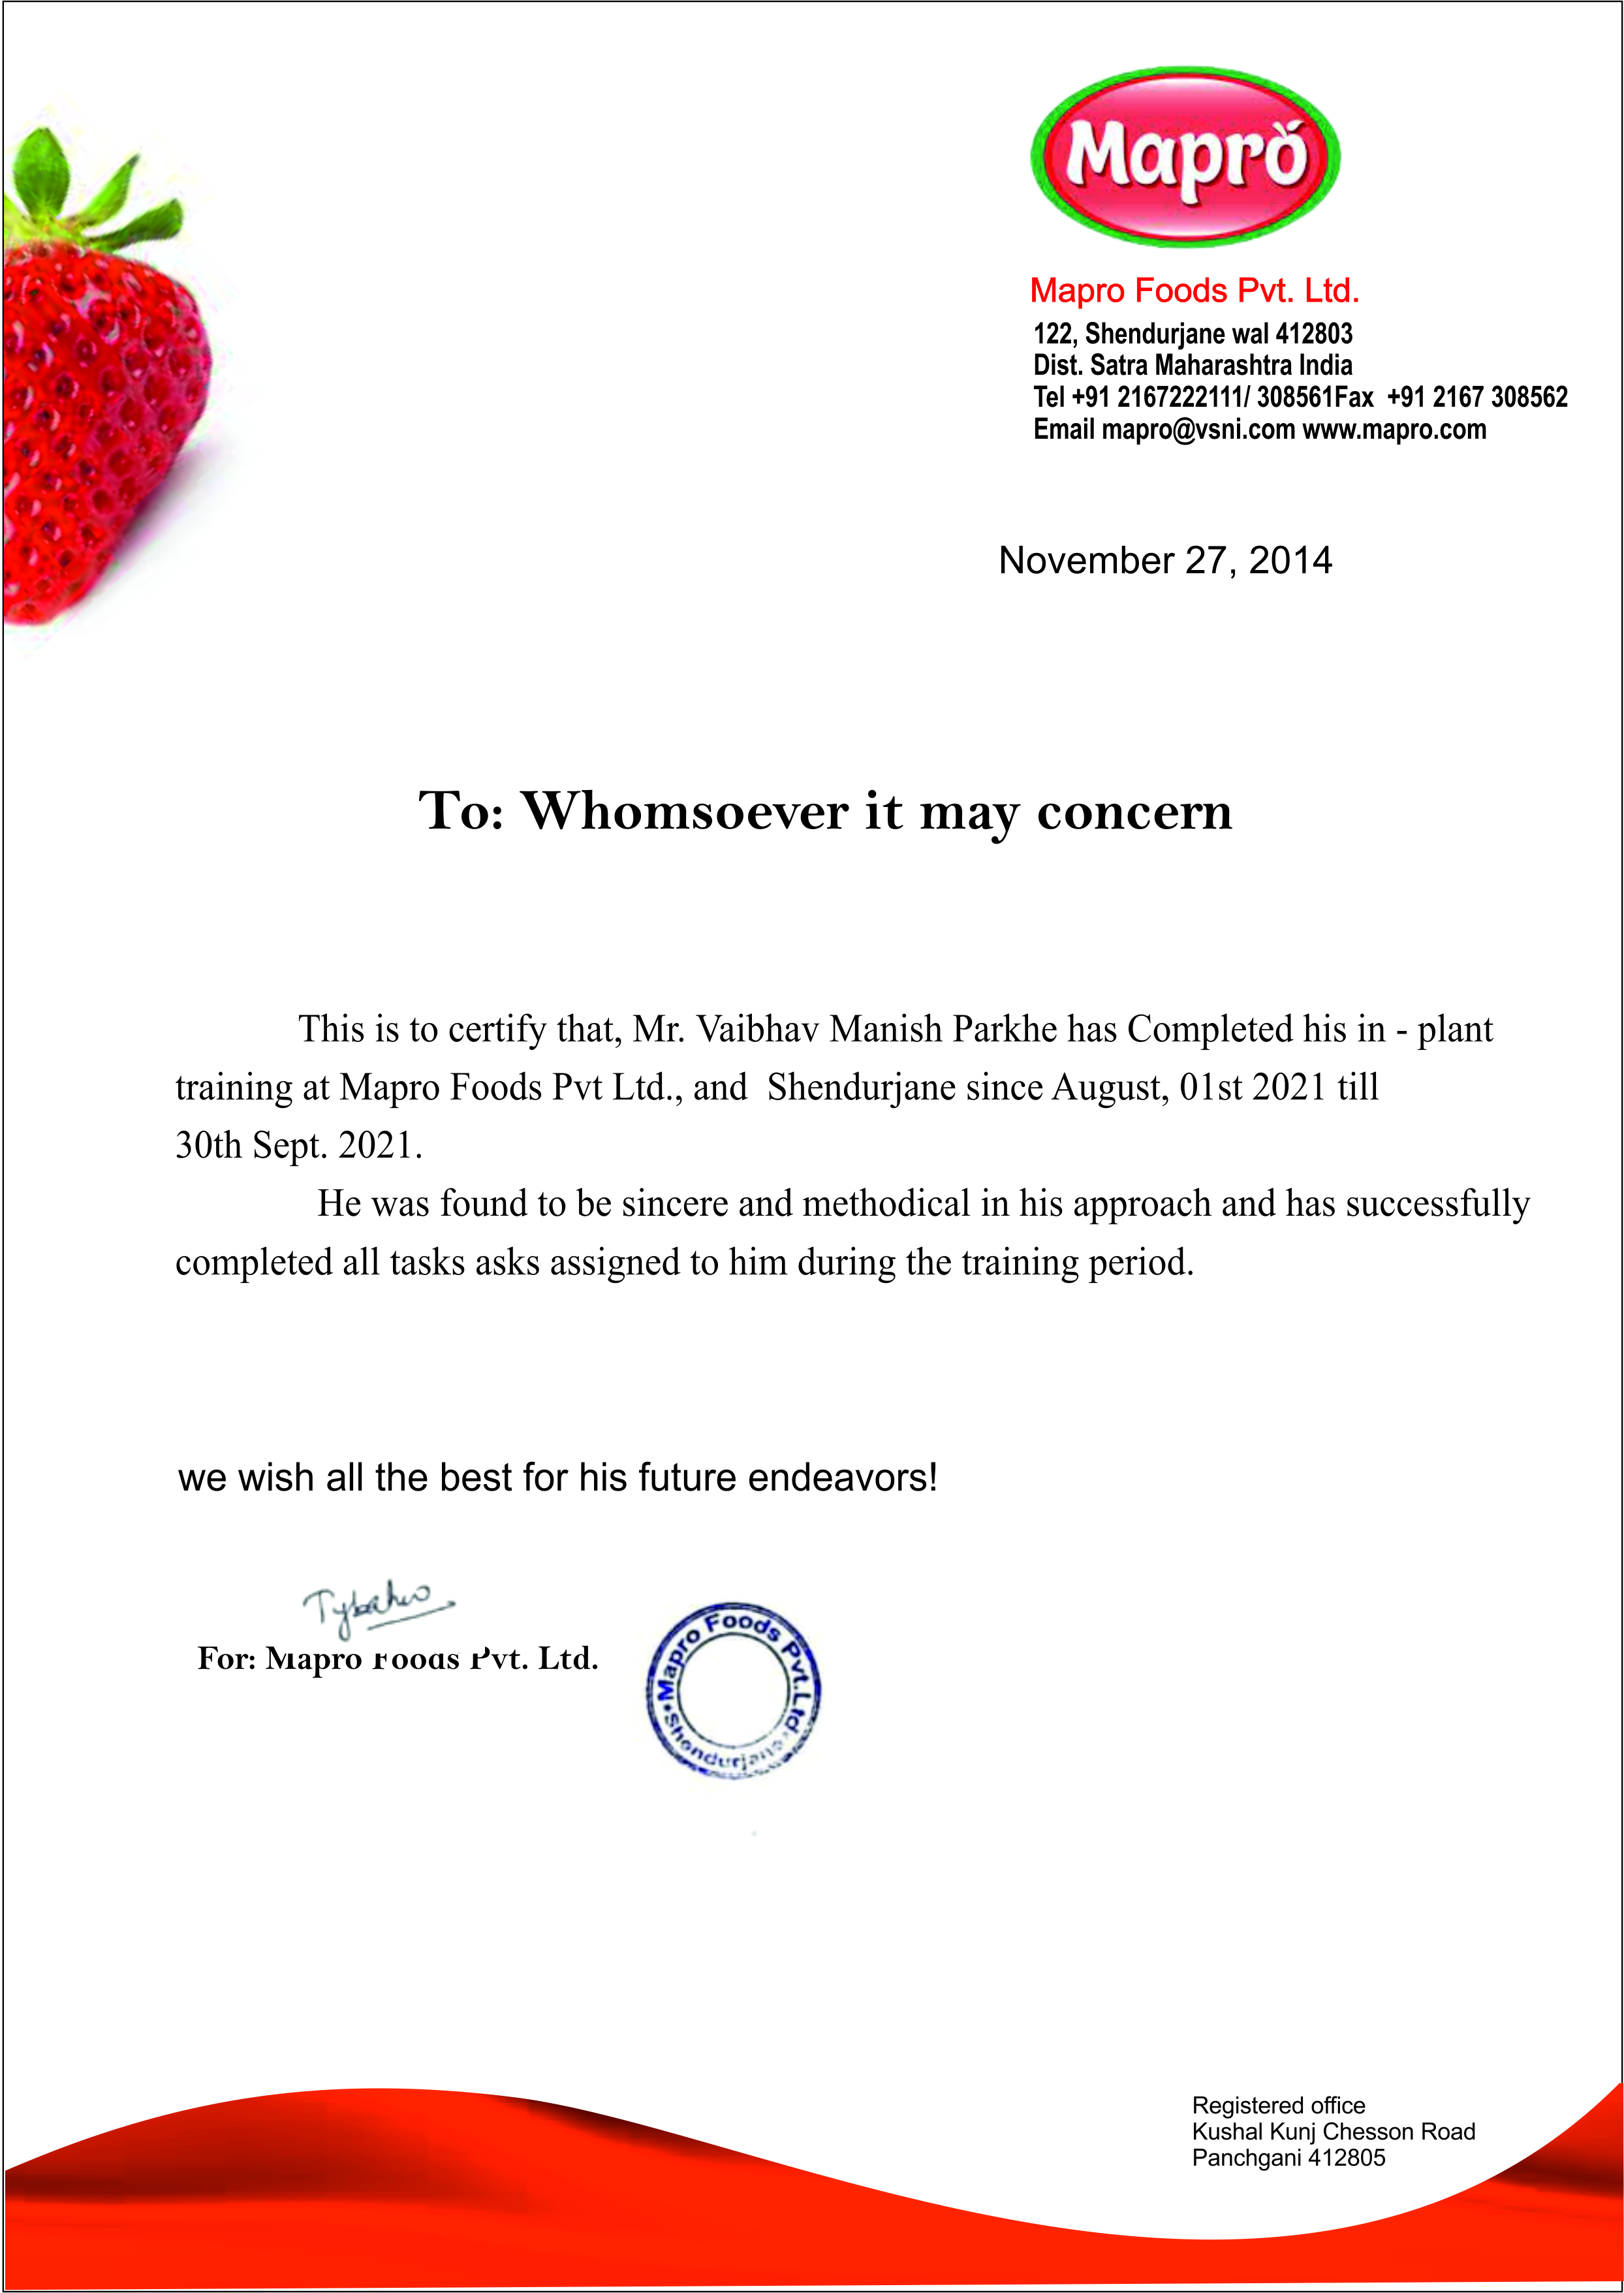 Mapro
Mapro Foods Pvt. Ltd.
122, Shendurjane wal 412803
Dist. Satra Maharashtra India
Tel +91 2167222111/ 308561Fax  +91 2167 308562
Email mapro@vsni.com www.mapro.com
November 27, 2014
To: Whomsoever it may concern
This is to certify that, Mr. Vaibhav Manish Parkhe has Completed his in - plant
training at Mapro Foods Pvt Ltd., and  Shendurjane since August, 01st 2021 till
30th Sept. 2021.
He was found to be sincere and methodical in his approach and has successfully
completed all tasks asks assigned to him during the training period.
we wish all the best for his future endeavors!
For: Mapro Foods Pvt. Ltd.
Mapro Foods Pvt.Ltd.
Shendurjane
Registered office
Kushal Kunj Chesson Road
Panchgani 412805